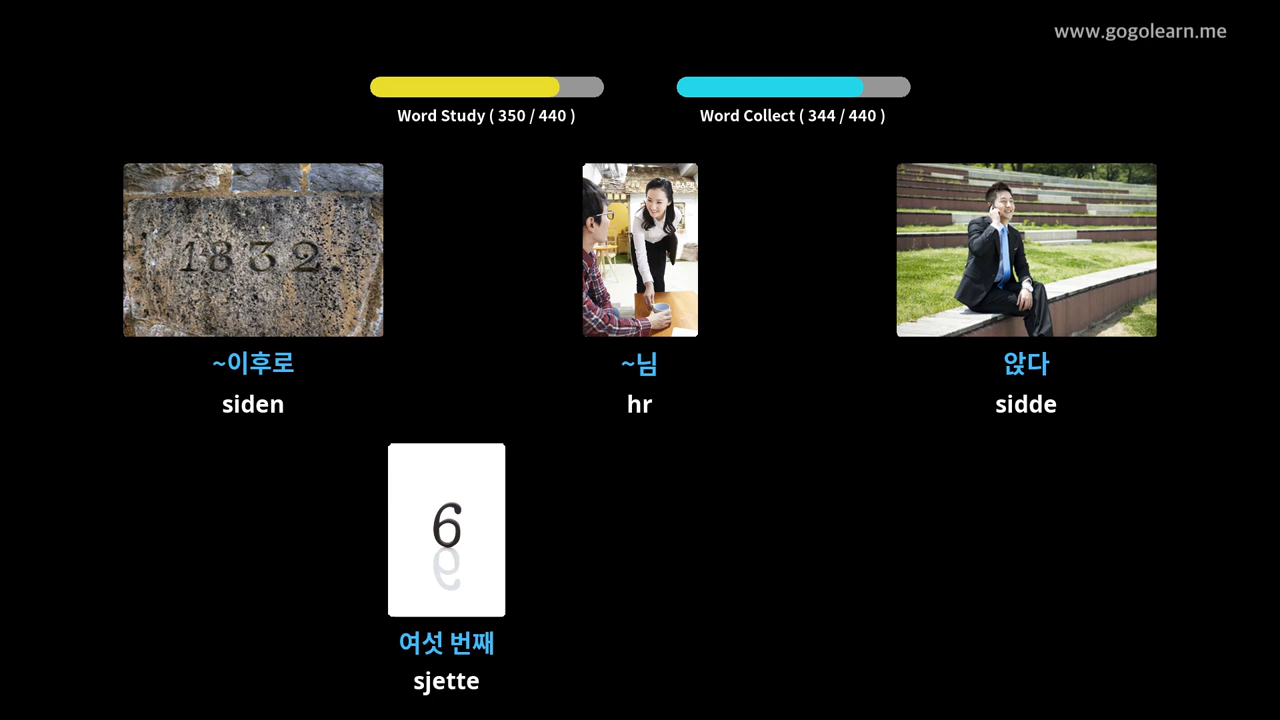 www.gogolearn.me
Word Study ( 350 / 440 )
Word Collect ( 344 / 440 )
1832.
~이후로
siden
~님
hr
앉다
sidde
6
여섯 번째
sjette